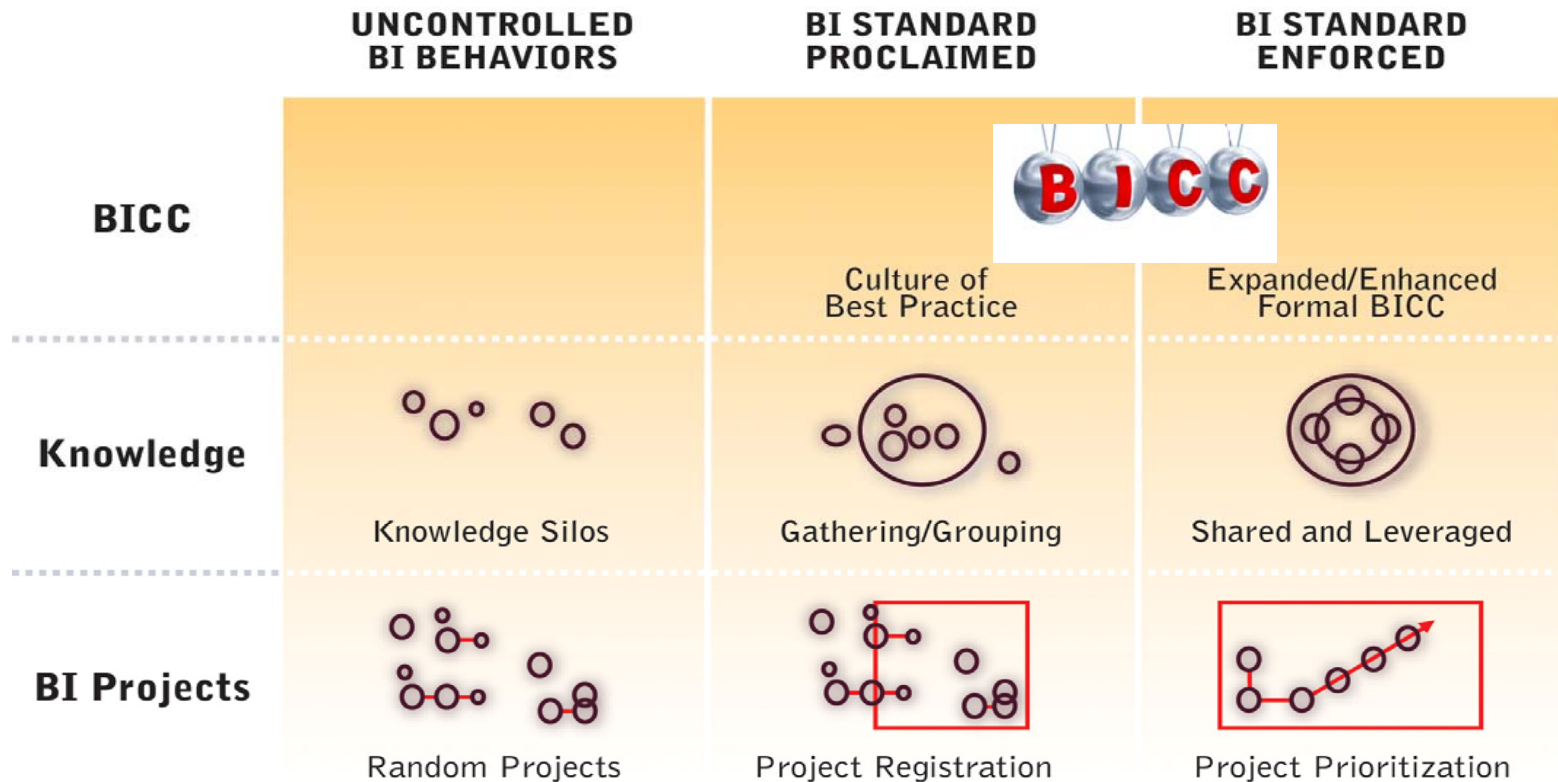 UNCONTROLLED
BI BEHAVIORS
BI STANDARD
PROCLAIMED
BI STANDARD
ENFORCED
BICC
BICC
Culture of
Best Practice
Expanded/Enhanced
Formal BICC
Knowledge
Knowledge Silos
Gathering/Grouping
Shared and Leveraged
BI Projects
Random Projects
Project Registration
Project Prioritization